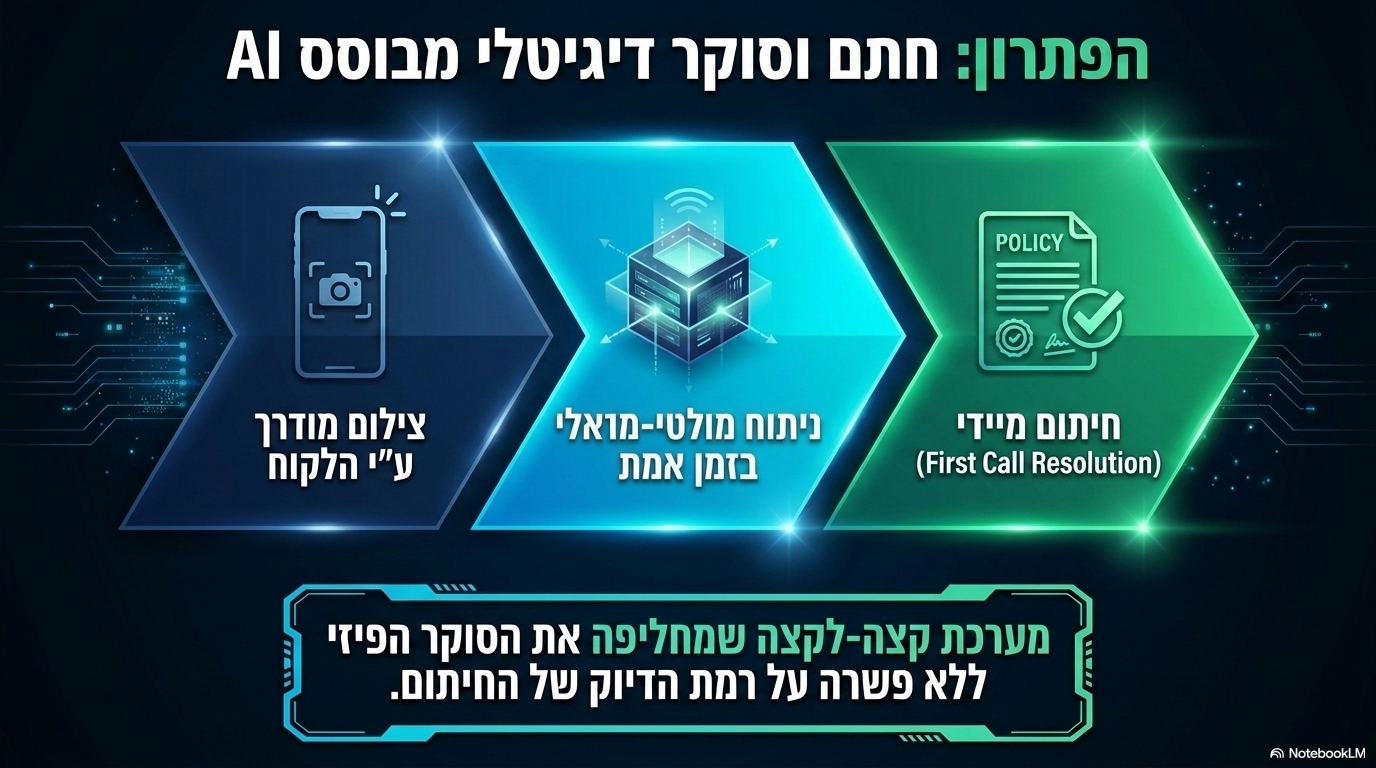 הפתרון: חתם וסוקר דיגיטלי מבוסס AI
צילום מודרך
ע"י הלקוח
ניתוח מולטי-מדאלי
בזמן אמת
POLICY
חיתום מיידי
(First Call Resolution)
מערכת קצה-לקצה שמחליפה את הסוקר הפיזי
ללא פשרה על רמת הדיוק של החיתום.
NotebookLM